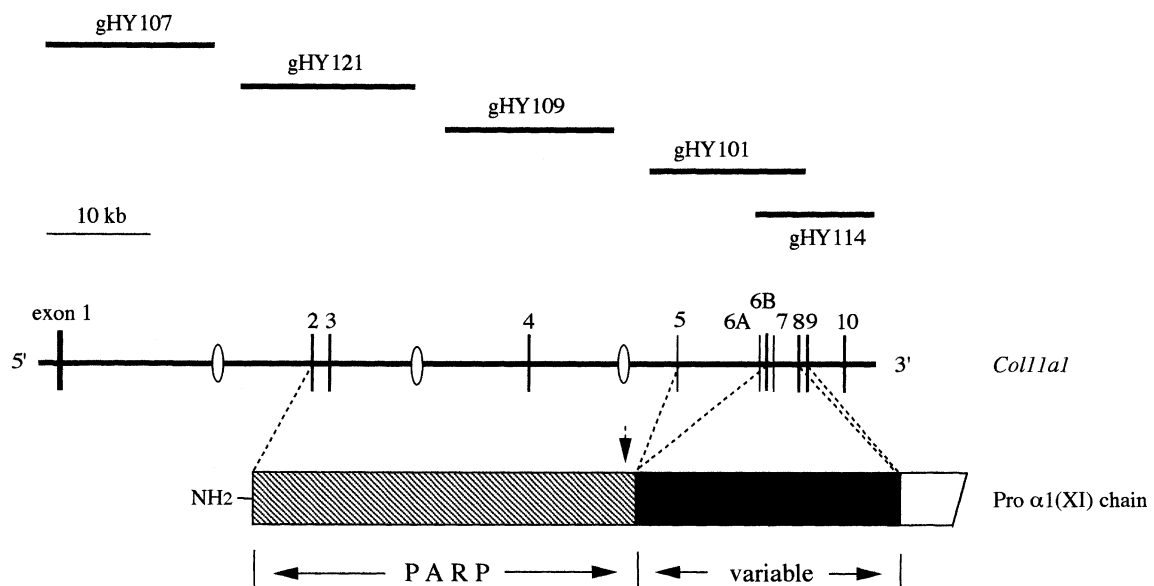 gHY107
gHY121
gHY109
gHY101
10 kb
gHY114
exon 1
2 3
4
5
6A
6B
7
8 9
10
5'
3'
Col11a1
NH2
Pro α1(XI) chain
PARP
variable